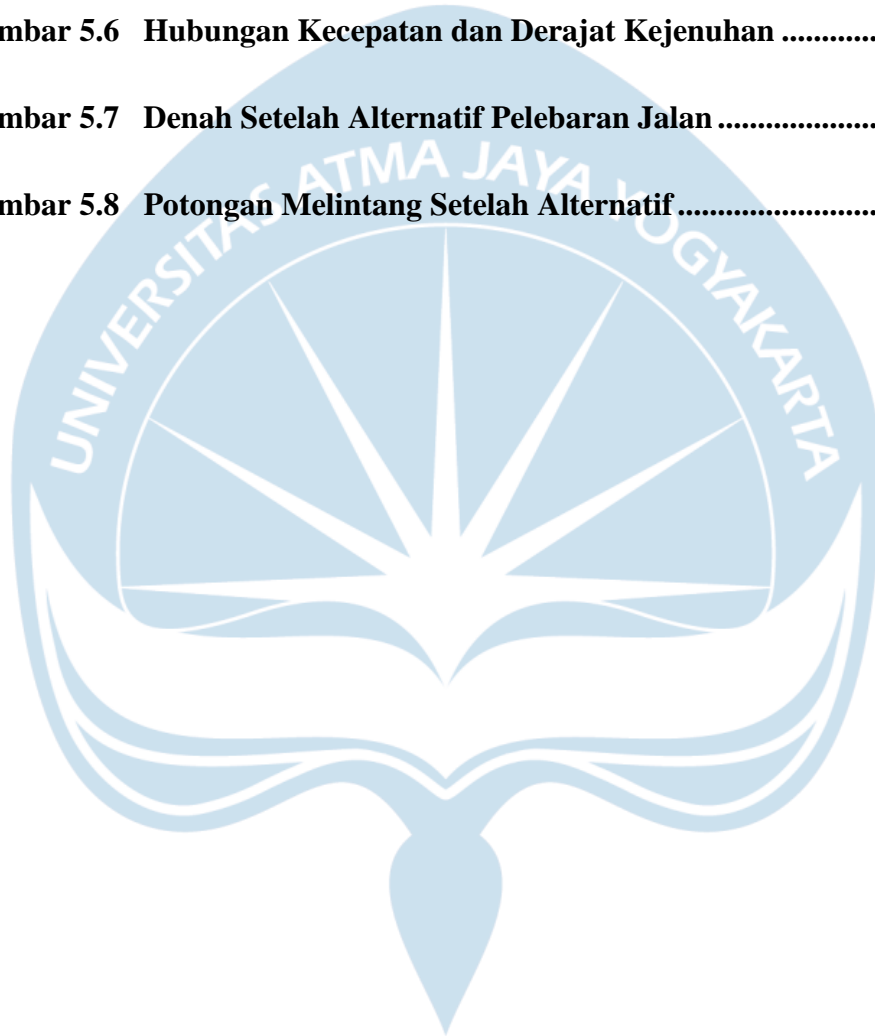 mbar 5.6 Hubungan Kecepatan dan Derajat Kejenuhan .............
mbar 5.7 Denah Setelah Alternatif Pelebaran Jalan ......................
mbar 5.8 Potongan Melintang Setelah Alternatif ............................
UNIVERSITAS ATMA JAYA YOGYAKARTA